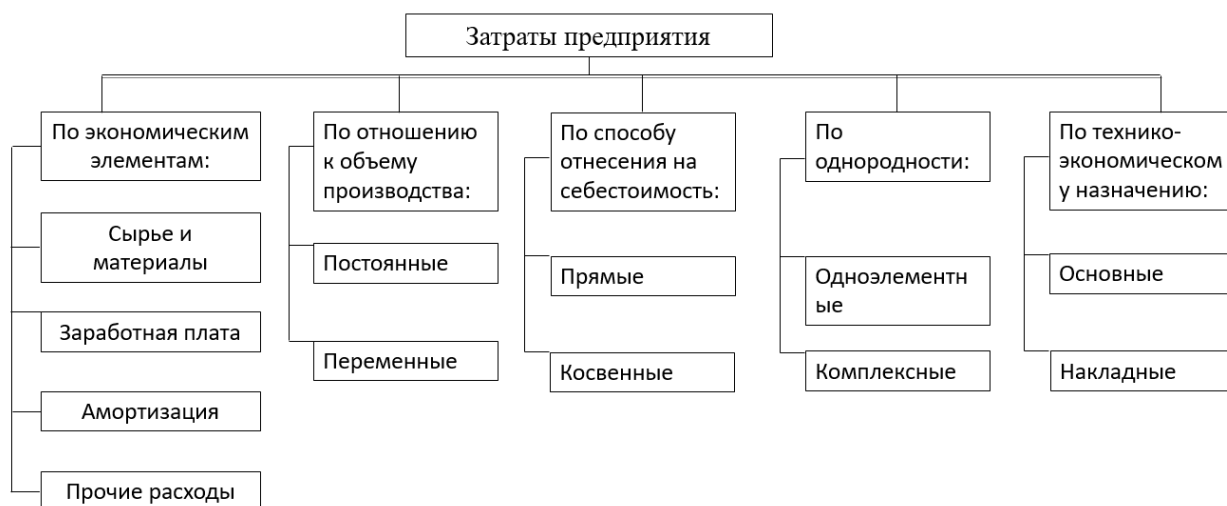 Затраты предприятия
По экономическим
элементам:
Сырье и
материалы
Заработная плата
Амортизация
Прочие расходы
По отношению
к объему
производства:
Постоянные
Переменные
По способу
отнесения на
себестоимость:
Прямые
Косвенные
По
однородности:
Одноэлементн
ые
Комплексные
По технико-
экономическом
у назначению:
Основные
Накладные